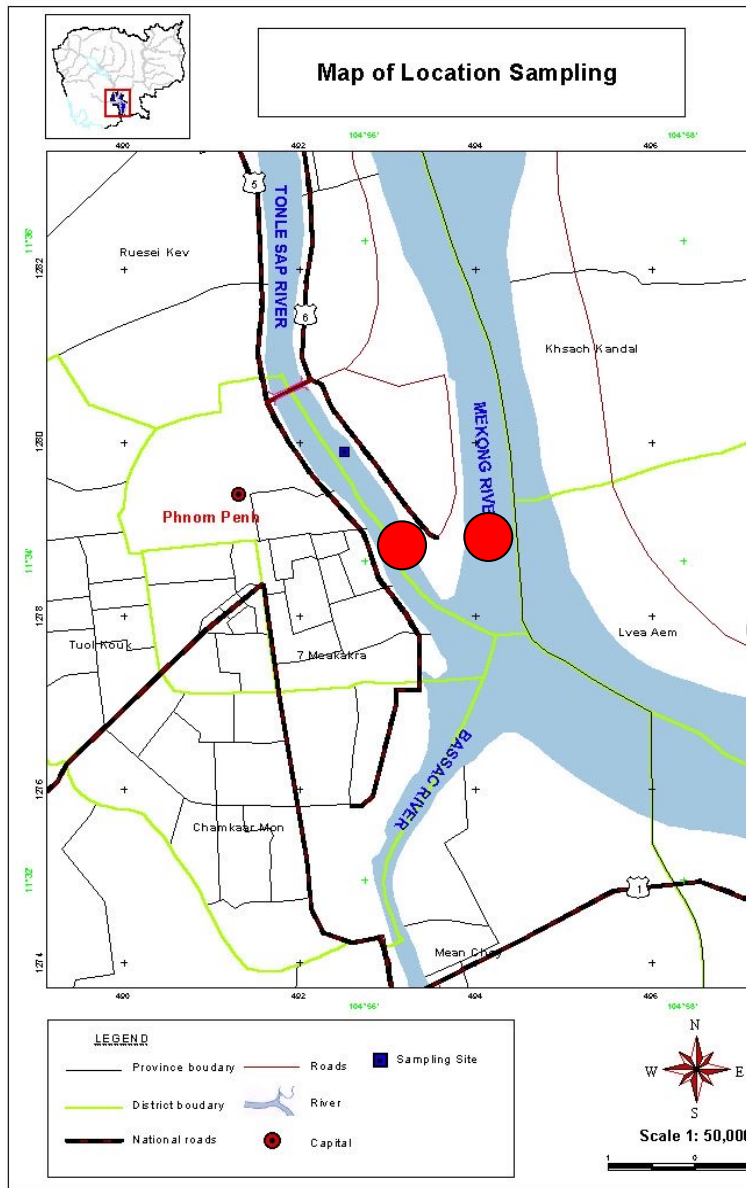 Map of Location Sampling
490
492
104°56'
494
496
104°58'
5
TONLE SAP RIVER
11°36'
Ruesei Kev
1282
6
Khsach Kandal
MEKONG RIVE
1280
Phnom Penh
11°34'
1278
Tuol Kouk
7 Meakakra
Lvea Aem
BASSAC RIVER
1276
Chamkaar Mon
11°32'
1
1274
Mean Chay
490
492
104°56'
494
496
104°58'
LEGEND
Province boudary
Roads
Sampling Site
District boudary
River
National roads
Capital
N
W
E
S
Scale 1: 50,000
1
0